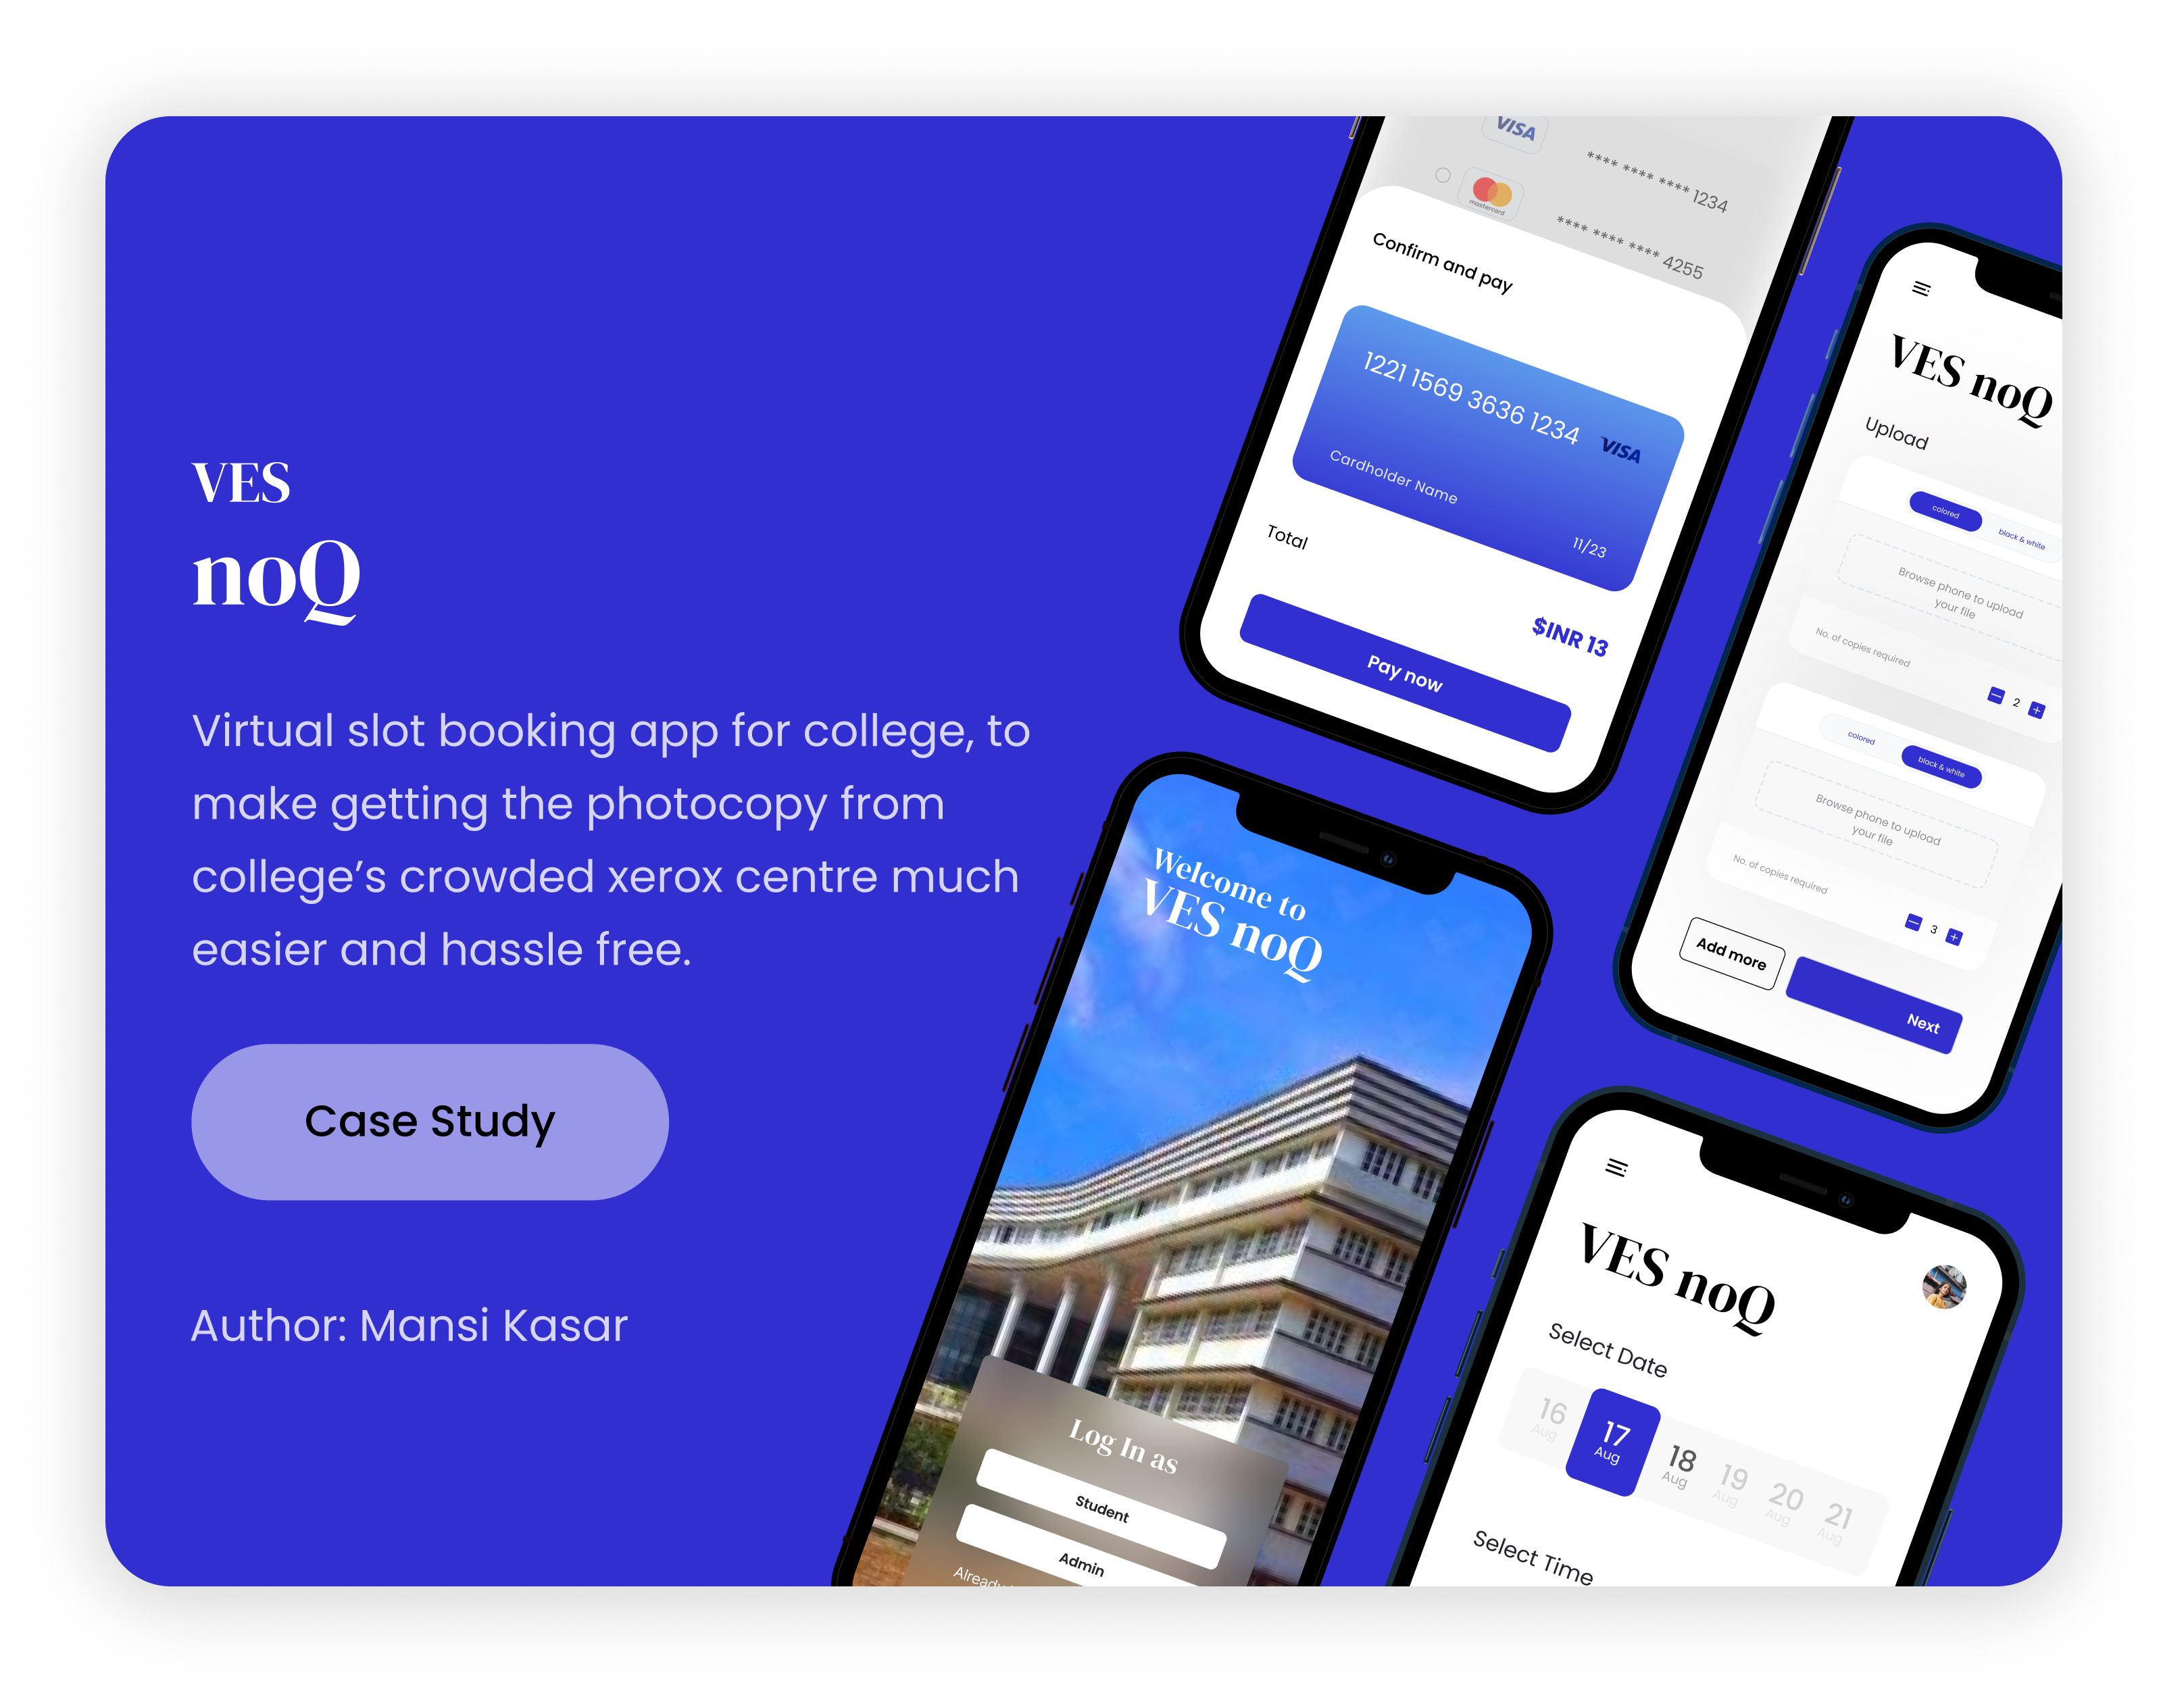 VES
noQ
Virtual slot booking app for college, to
make getting the photocopy from
college’s crowded xerox centre much
easier and hassle free.
Case Study
Author: Mansi Kasar
VISA
**** **** **** 1234
mastercard
**** **** **** 4255
Confirm and pay
1221 1569 3636 1234
VISA
Cardholder Name
11/23
Total
$INR 13
Pay now
VES noQ
Upload
colored
black & white
Browse phone to upload
your file
No. of copies required
2
colored
black & white
Browse phone to upload
your file
No. of copies required
3
Add more
Next
Welcome to
VES noQ
Log In as
Student
Admin
Already
VES noQ
Select Date
16 17 18 19 20 21
Aug Aug Aug Aug Aug Aug
Select Time